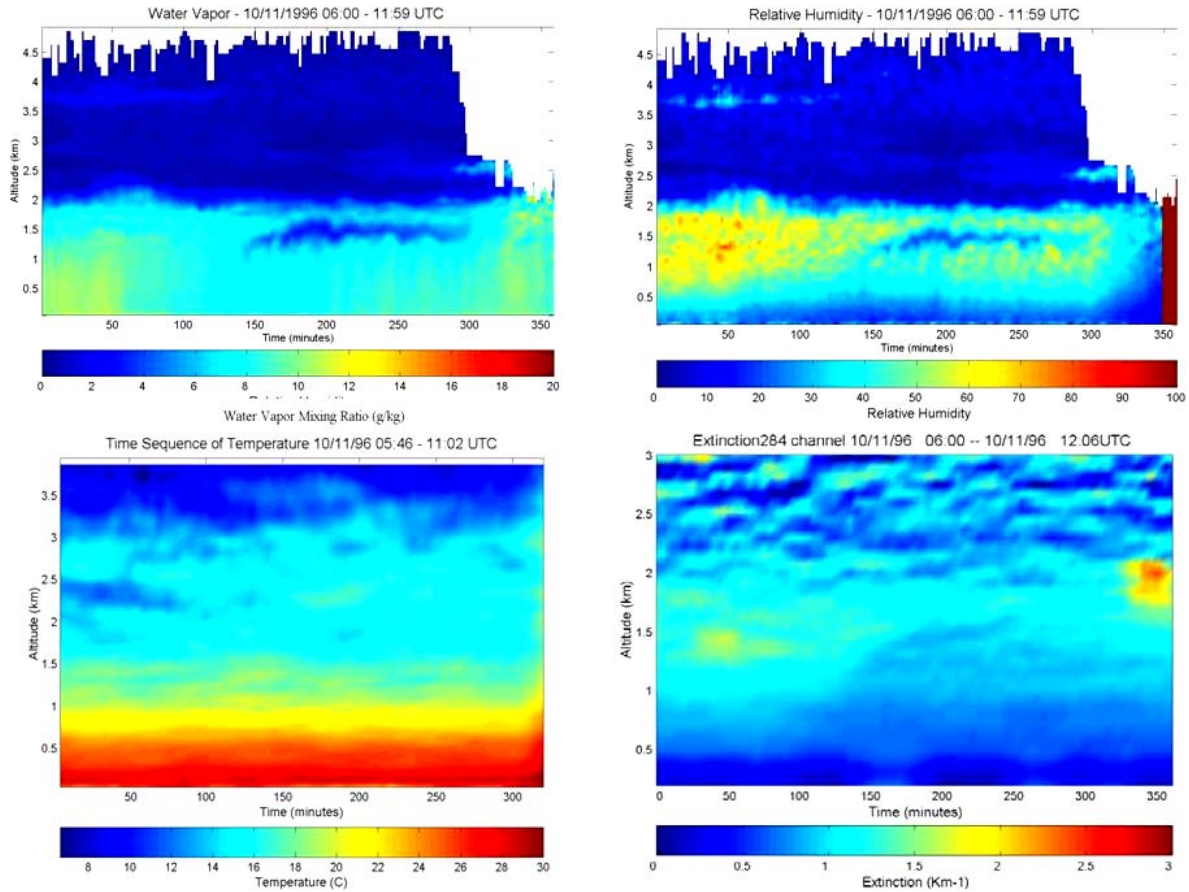 Water Vapor - 10/11/1996 06:00 - 11:59 UTC
4.5
4
3.5
3
2.5
2
1.5
1
0.5
Altitude (km)
50 100 150 200 250 300 350
Time (minutes)
0 2 4 6 8 10 12 14 16 18 20
Water Vapor Mixing Ratio (g/kg)
Relative Humidity - 10/11/1996 06:00 - 11:59 UTC
4.5
4
3.5
3
2.5
2
1.5
1
0.5
Altitude (km)
50 100 150 200 250 300 350
Time (minutes)
0 10 20 30 40 50 60 70 80 90 100
Relative Humidity
Time Sequence of Temperature 10/11/96 05:46 - 11:02 UTC
3.5
3
2.5
2
1.5
1
0.5
Altitude (km)
50 100 150 200 250 300
Time (minutes)
8 10 12 14 16 18 20 22 24 26 28 30
Temperature (C)
Extinction284 channel 10/11/96 06:00 -- 10/11/96 12.06UTC
3
2.5
2
1.5
1
0.5
Altitude (km)
0 50 100 150 200 250 300 350
Time (minutes)
0 0.5 1 1.5 2 2.5 3
Extinction (Km-1)